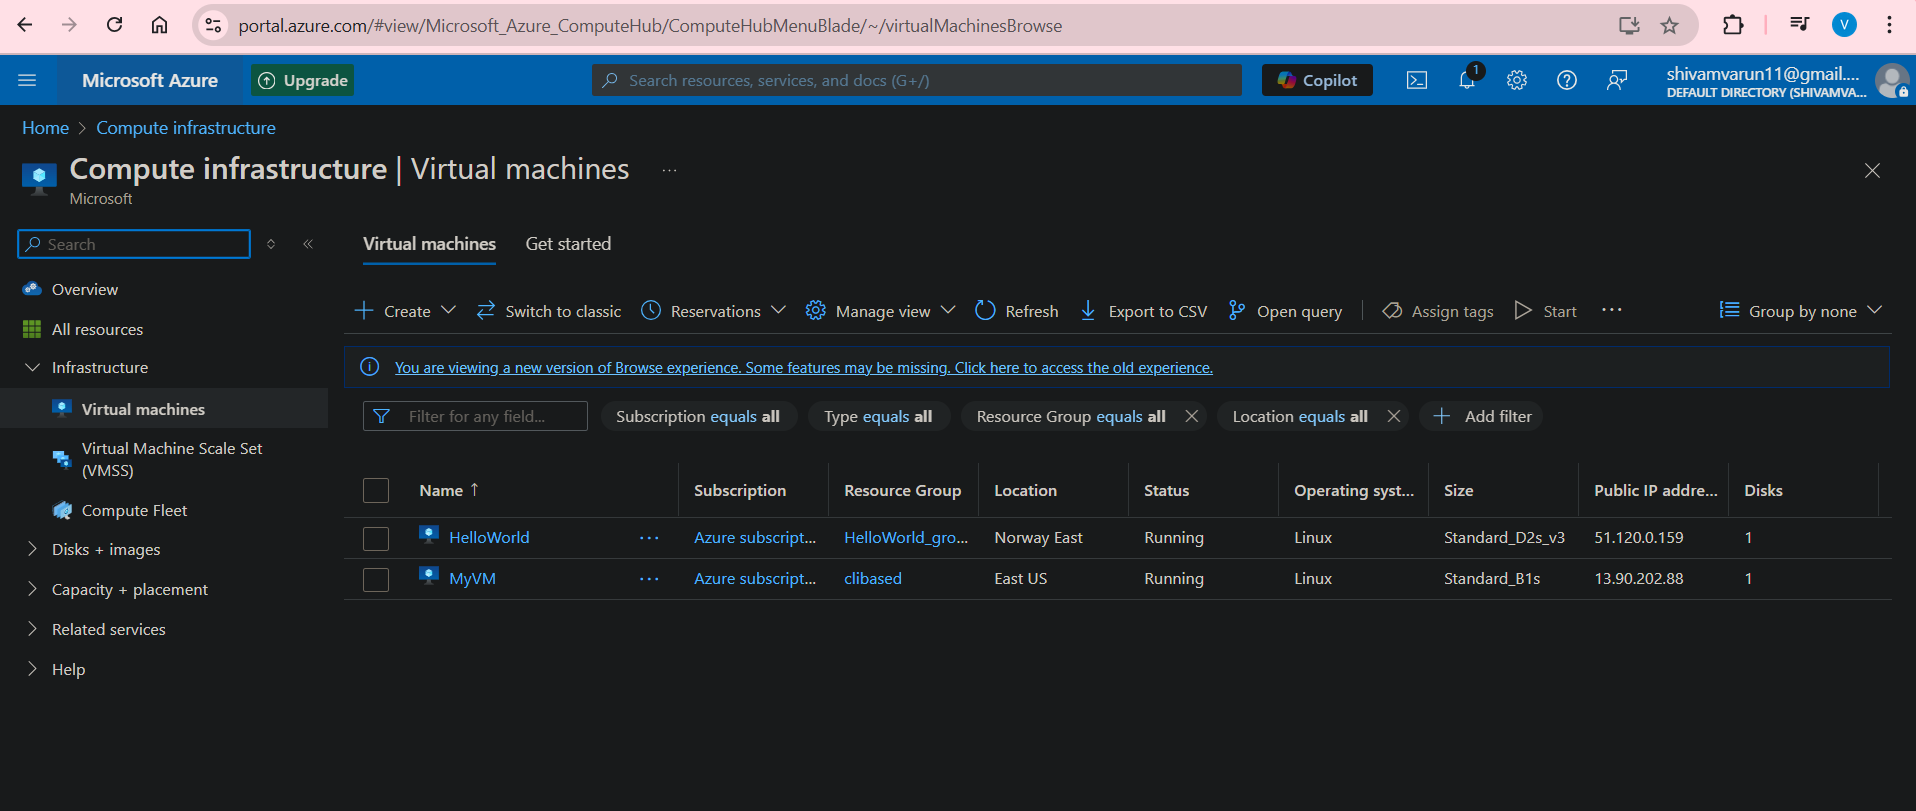 portal.azure.com/#view/Microsoft_Azure_ComputeHub/ComputeHubMenuBlade/~/virtualMachinesBrowse
V
Microsoft Azure
Upgrade
Search resources, services, and docs (G+/)
Copilot
1
shivamvarun11@gmail....
DEFAULT DIRECTORY (SHIVAMVA...
Home > Compute infrastructure
Compute infrastructure | Virtual machines ...
Microsoft
Search
Overview
All resources
Infrastructure
Virtual machines
Virtual Machine Scale Set
(VMSS)
Compute Fleet
Disks + images
Capacity + placement
Related services
Help
Virtual machines Get started
Create Switch to classic Reservations Manage view Refresh Export to CSV Open query Assign tags Start ... Group by none
You are viewing a new version of Browse experience. Some features may be missing. Click here to access the old experience.
Filter for any field... Subscription equals all Type equals all Resource Group equals all Location equals all Add filter
Name ↑ Subscription Resource Group Location Status Operating syst... Size Public IP addre... Disks
HelloWorld ... Azure subscript... HelloWorld_gro... Norway East Running Linux Standard_D2s_v3 51.120.0.159 1
MyVM ... Azure subscript... clibased East US Running Linux Standard_B1s 13.90.202.88 1